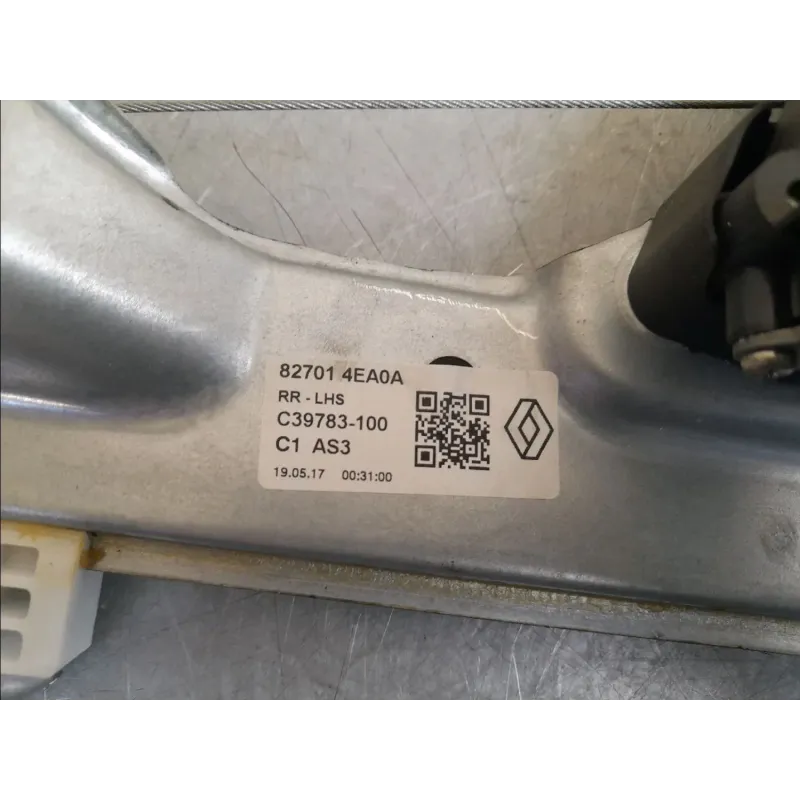 82701 4EA0A
RR - LHS
C39783-100
C1 AS3
19.05.17 00:31:00